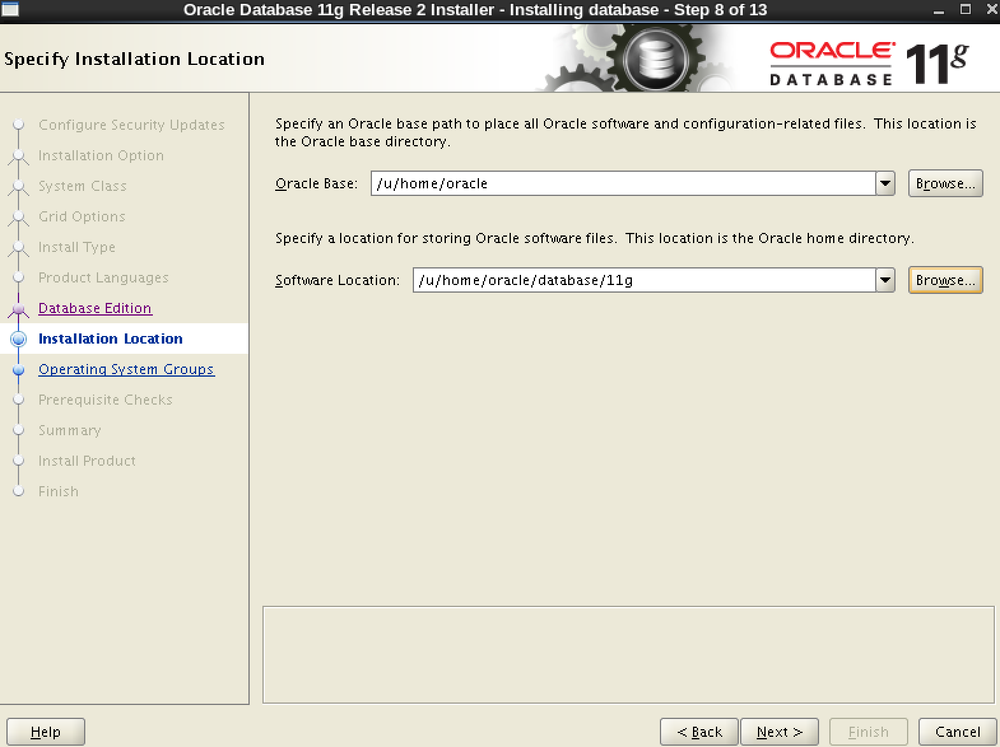 Oracle Database 11g Release 2 Installer - Installing database - Step 8 of 13
Specify Installation Location
ORACLE
DATABASE
11g
Configure Security Updates
Installation Option
System Class
Grid Options
Install Type
Product Languages
Database Edition
Installation Location
Operating System Groups
Prerequisite Checks
Summary
Install Product
Finish
Specify an Oracle base path to place all Oracle software and configuration-related files.  This location is
the Oracle base directory.
Oracle Base: /u/home/oracle Browse...
Specify a location for storing Oracle software files.  This location is the Oracle home directory.
Software Location: /u/home/oracle/database/11g Browse...
Help < Back Next > Finish Cancel